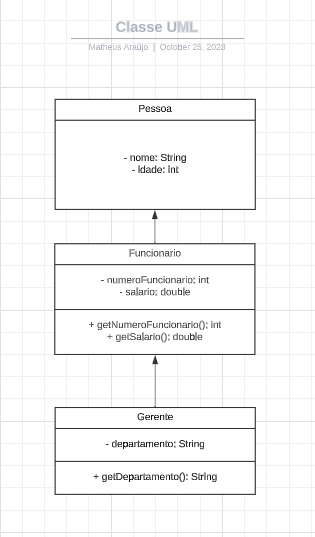 Classe UML
Matheus Araújo | October 25, 2023
Pessoa
- nome: String
- idade: int
Funcionario
- numeroFuncionario: int
- salario: double
+ getNumeroFuncionario(): int
+ getSalario(): double
Gerente
- departamento: String
+ getDepartamento(): String